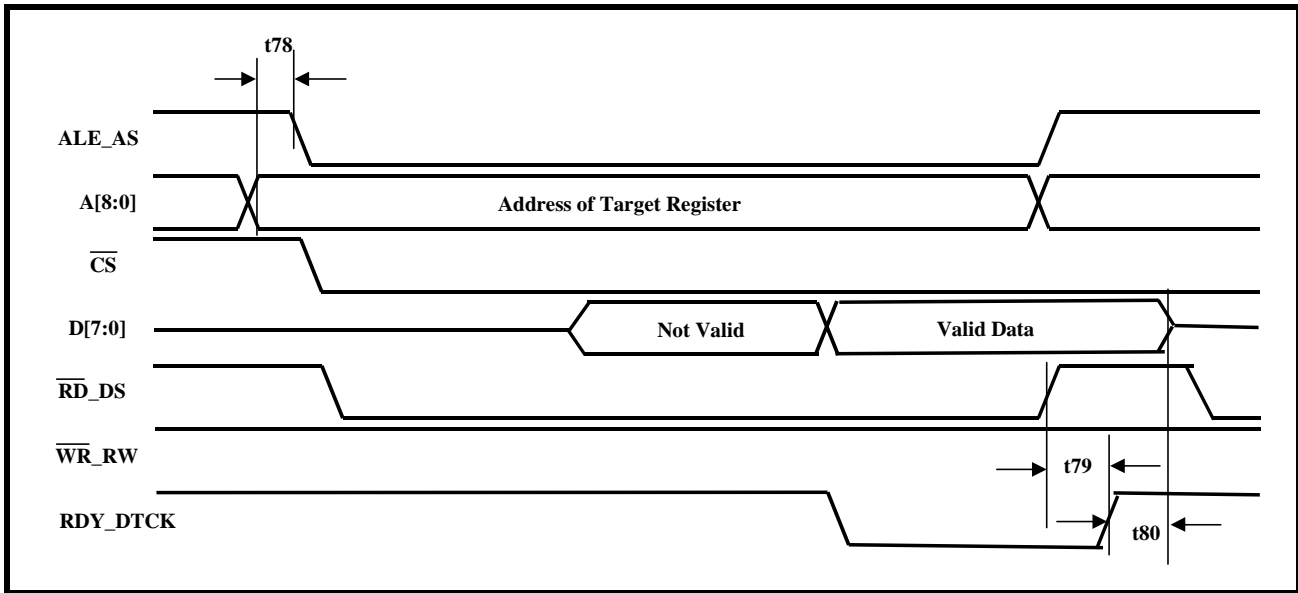 t78
ALE_AS
A[8:0]
Address of Target Register
CS
D[7:0]
Not Valid
Valid Data
RD_DS
WR_RW
t79
RDY_DTCK
t80